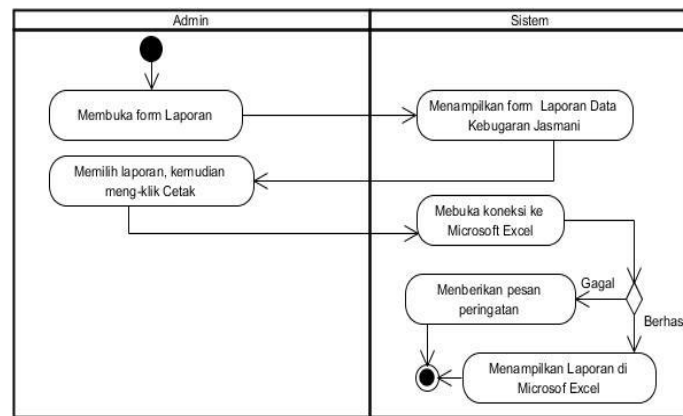 Admin
Sistem
Membuka form Laporan
Menampilkan form Laporan Data
Kebugaran Jasmani
Memilih laporan, kemudian
meng-klik Cetak
Mebuka koneksi ke
Microsoft Excel
Menberikan pesan
peringatan
Gagal
Berhas
Menampilkan Laporan di
Microsof Excel